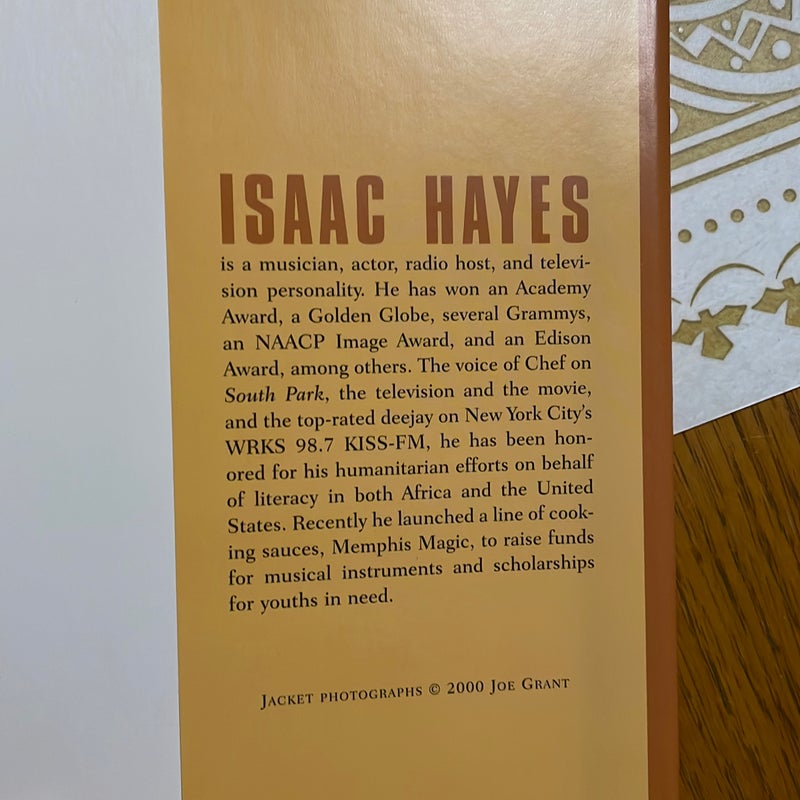 ISAAC HAYES
is a musician, actor, radio host, and televi-
sion personality. He has won an Academy
Award, a Golden Globe, several Grammys,
an NAACP Image Award, and an Edison
Award, among others. The voice of Chef on
South Park, the television and the movie,
and the top-rated deejay on New York City's
WRKS 98.7 KISS-FM, he has been hon-
ored for his humanitarian efforts on behalf
of literacy in both Africa and the United
States. Recently he launched a line of cook-
ing sauces, Memphis Magic, to raise funds
for musical instruments and scholarships
for youths in need.
JACKET PHOTOGRAPHS © 2000 JOE GRANT